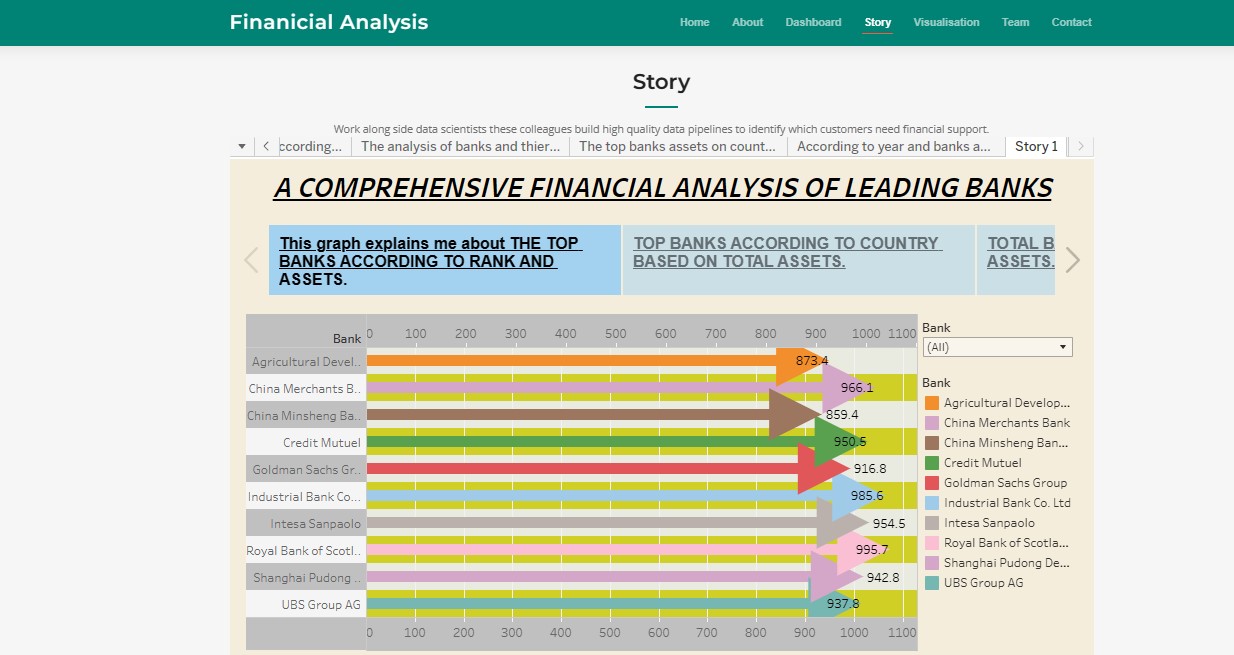 Finanicial Analysis
Home About Dashboard Story Visualisation Team Contact
Story
Work along side data scientists these colleagues build high quality data pipelines to identify which customers need financial support.
ccording... The analysis of banks and thier... The top banks assets on count... According to year and banks a... Story 1
A COMPREHENSIVE FINANCIAL ANALYSIS OF LEADING BANKS
This graph explains me about THE TOP
BANKS ACCORDING TO RANK AND
ASSETS.
TOP BANKS ACCORDING TO COUNTRY
BASED ON TOTAL ASSETS.
TOTAL B
ASSETS.
Bank
0 100 200 300 400 500 600 700 800 900 1000 1100
Agricultural Devel.. 873.4
China Merchants B.. 966.1
China Minsheng Ba.. 859.4
Credit Mutuel 950.5
Goldman Sachs Gr.. 916.8
Industrial Bank Co... 985.6
Intesa Sanpaolo 954.5
Royal Bank of Scotl.. 995.7
Shanghai Pudong .. 942.8
UBS Group AG 937.8
0 100 200 300 400 500 600 700 800 900 1000 1100
Bank
(All)
Bank
Agricultural Develop...
China Merchants Bank
China Minsheng Ban...
Credit Mutuel
Goldman Sachs Group
Industrial Bank Co. Ltd
Intesa Sanpaolo
Royal Bank of Scotla...
Shanghai Pudong De...
UBS Group AG